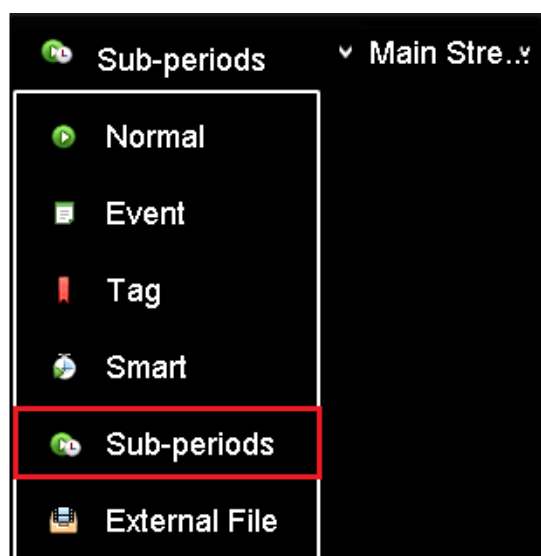 Sub-periods Main Stre...
Normal
Event
Tag
Smart
Sub-periods
External File